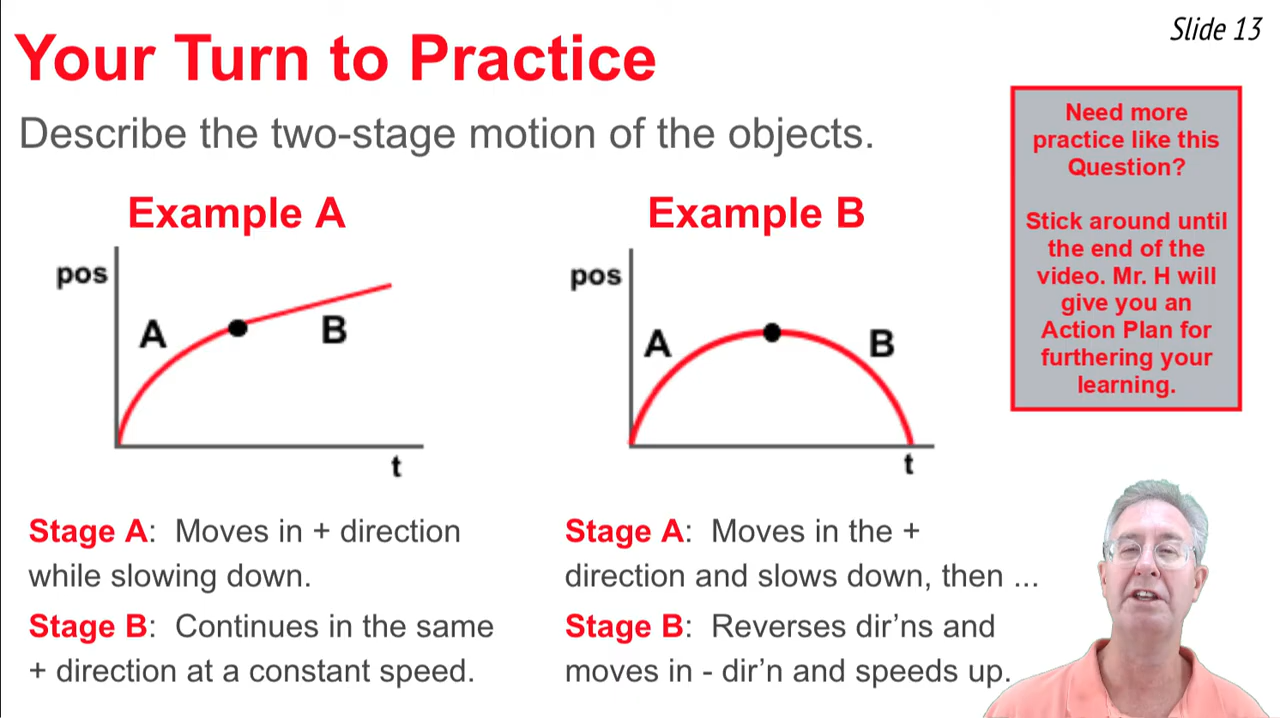 Slide 13
Your Turn to Practice
Describe the two-stage motion of the objects.
Need more
practice like this
Question?
Stick around until
the end of the
video. Mr. H will
give you an
Action Plan for
furthering your
learning.
Example A
pos
A
B
t
Example B
pos
A
B
t
Stage A: Moves in + direction
while slowing down.
Stage B: Continues in the same
+ direction at a constant speed.
Stage A: Moves in the +
direction and slows down, then ...
Stage B: Reverses dir'ns and
moves in - dir'n and speeds up.